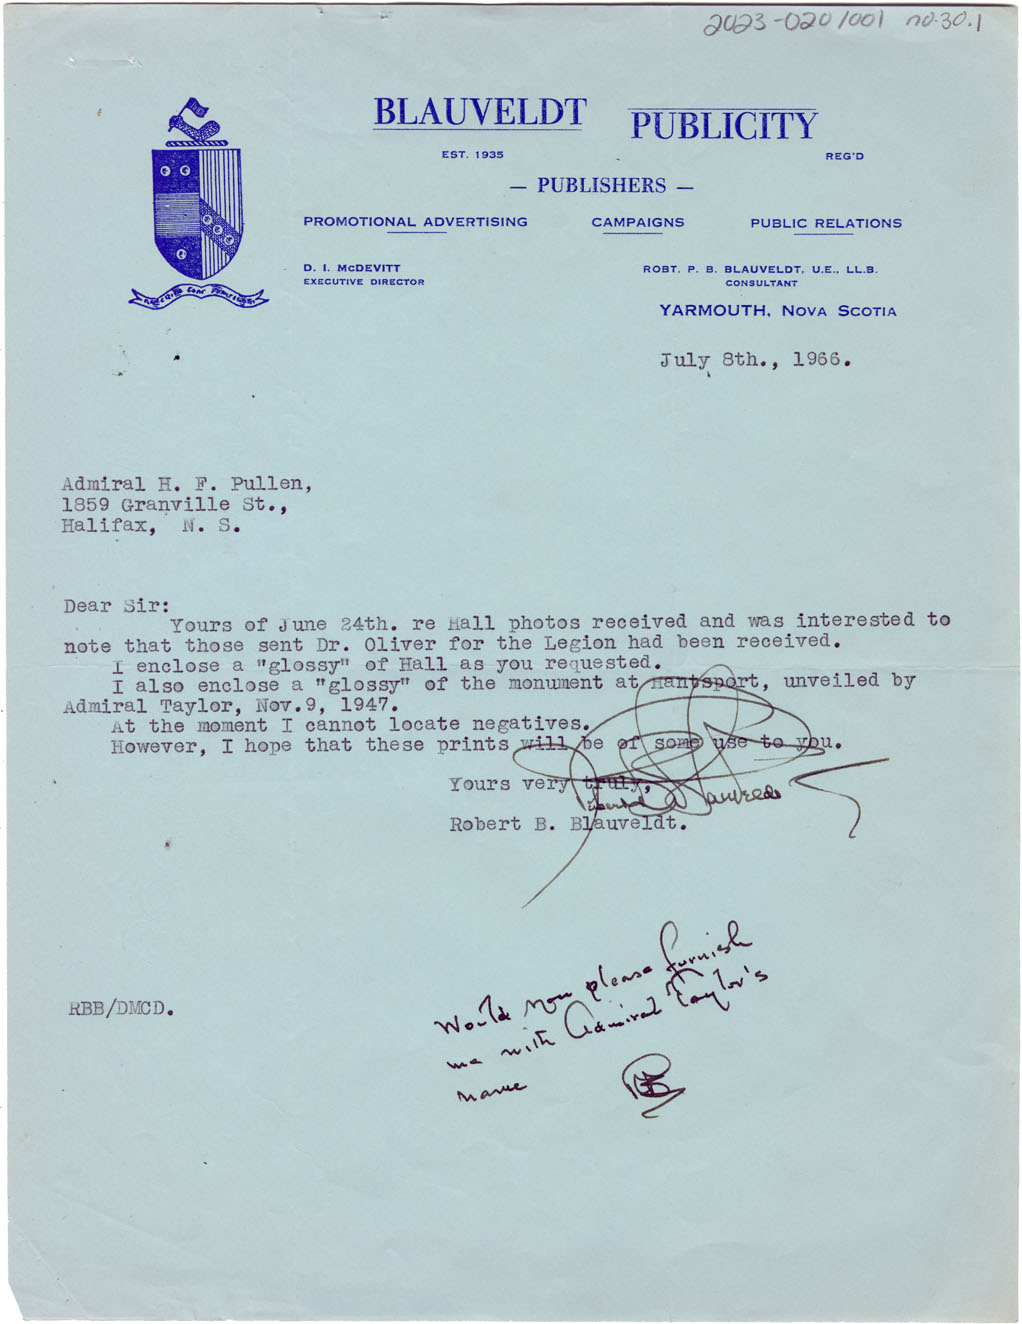 2023-020/001 no.30.1
BLAUVELDT PUBLICITY
EST. 1935
REG'D
— PUBLISHERS —
PROMOTIONAL ADVERTISING CAMPAIGNS PUBLIC RELATIONS
D. I. McDEVITT
EXECUTIVE DIRECTOR
ROBT. P. B. BLAUVELDT, U.E., LL.B.
CONSULTANT
YARMOUTH, NOVA SCOTIA
July 8th., 1966.
Admiral H. F. Pullen,
1859 Granville St.,
Halifax, N. S.
Dear Sir:
Yours of June 24th. re Hall photos received and was interested to
note that those sent Dr. Oliver for the Legion had been received.
I enclose a "glossy" of Hall as you requested.
I also enclose a "glossy" of the monument at Hantsport, unveiled by
Admiral Taylor, Nov.9, 1947.
At the moment I cannot locate negatives.
However, I hope that these prints will be of some use to you.
Yours very truly,
Robert B. Blauveldt
Robert B. Blauveldt.
RBB/DMCD.
Would you please furnish
me with Admiral Taylor's
name RBB